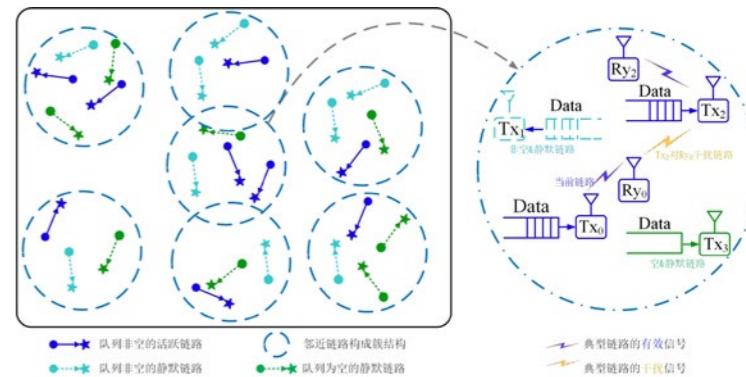 Ry2
Data
Tx2
Data
Tx1
非空&静默链路
Tx2对Ry0干扰链路
当前链路
Ry0
Data
Tx0
Data
Tx3
空&静默链路
队列非空的活跃链路
邻近链路构成簇结构
典型链路的有效信号
队列非空的静默链路
队列为空的静默链路
典型链路的干扰信号